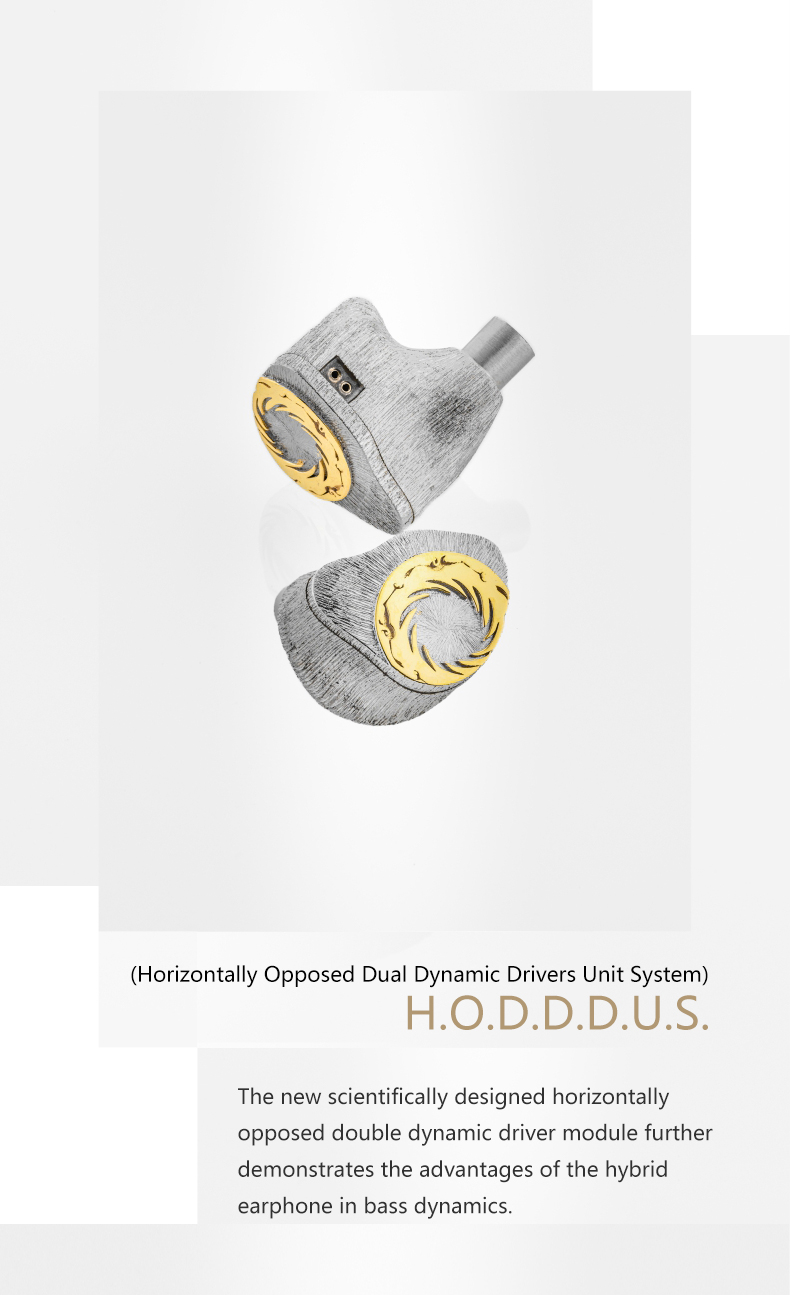 (Horizontally Opposed Dual Dynamic Drivers Unit System)
H.O.D.D.D.U.S.
The new scientifically designed horizontally
opposed double dynamic driver module further
demonstrates the advantages of the hybrid
earphone in bass dynamics.